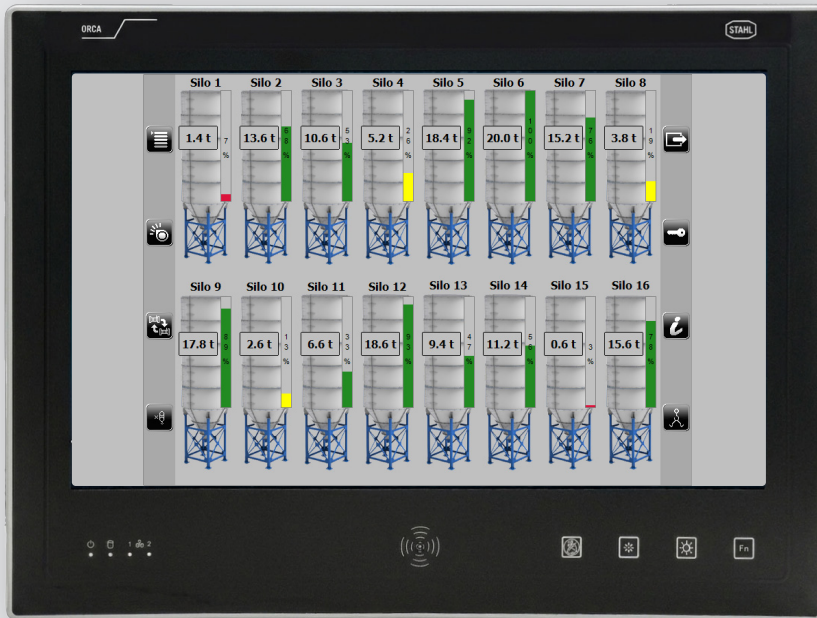 ORCA
STAHL
Silo 1 Silo 2 Silo 3 Silo 4 Silo 5 Silo 6 Silo 7 Silo 8
1.4 t 7 % 13.6 t 68 % 10.6 t 53 % 5.2 t 26 % 18.4 t 92 % 20.0 t 100 % 15.2 t 76 % 3.8 t 19 %
Silo 9 Silo 10 Silo 11 Silo 12 Silo 13 Silo 14 Silo 15 Silo 16
17.8 t 89 % 2.6 t 13 % 6.6 t 33 % 18.6 t 93 % 9.4 t 47 % 11.2 t 56 % 0.6 t 3 % 15.6 t 78 %
1 2
Fn